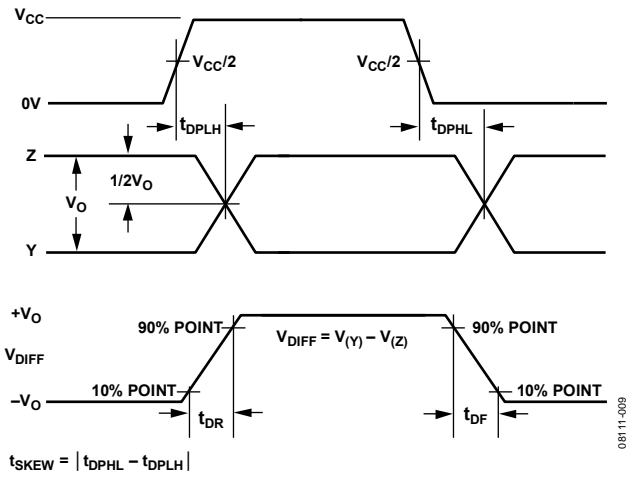 VCC
VCC/2
VCC/2
0V
tDPLH
tDPHL
Z
1/2VO
VO
Y
+VO
90% POINT
VDIFF = V(Y) – V(Z)
90% POINT
VDIFF
10% POINT
10% POINT
–VO
tDR
tDF
tSKEW = |tDPHL – tDPLH|
08111-009